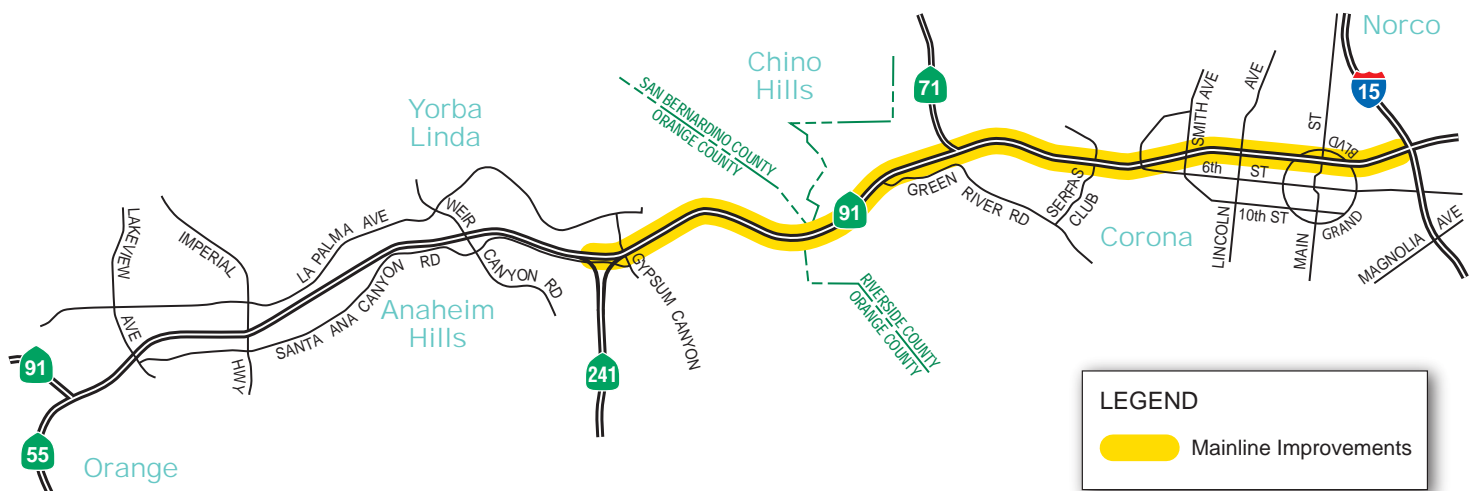 Norco
Chino
Hills
15
71
SAN BERNARDINO COUNTY
ORANGE COUNTY
Yorba
Linda
SMITH AVE
AVE
ST
BLVD
6th
ST
GREEN
RIVER RD
SERFAS
CLUB
91
LAKEVIEW
IMPERIAL
LA PALMA AVE
WEIR
CANYON RD
10th ST
GRAND
LINCOLN
MAIN
Corona
MAGNOLIA AVE
GYPSUM CANYON
SANTA ANA CANYON RD
Anaheim
Hills
RIVERSIDE COUNTY
ORANGE COUNTY
AVE
HWY
91
241
55
Orange
LEGEND
Mainline Improvements